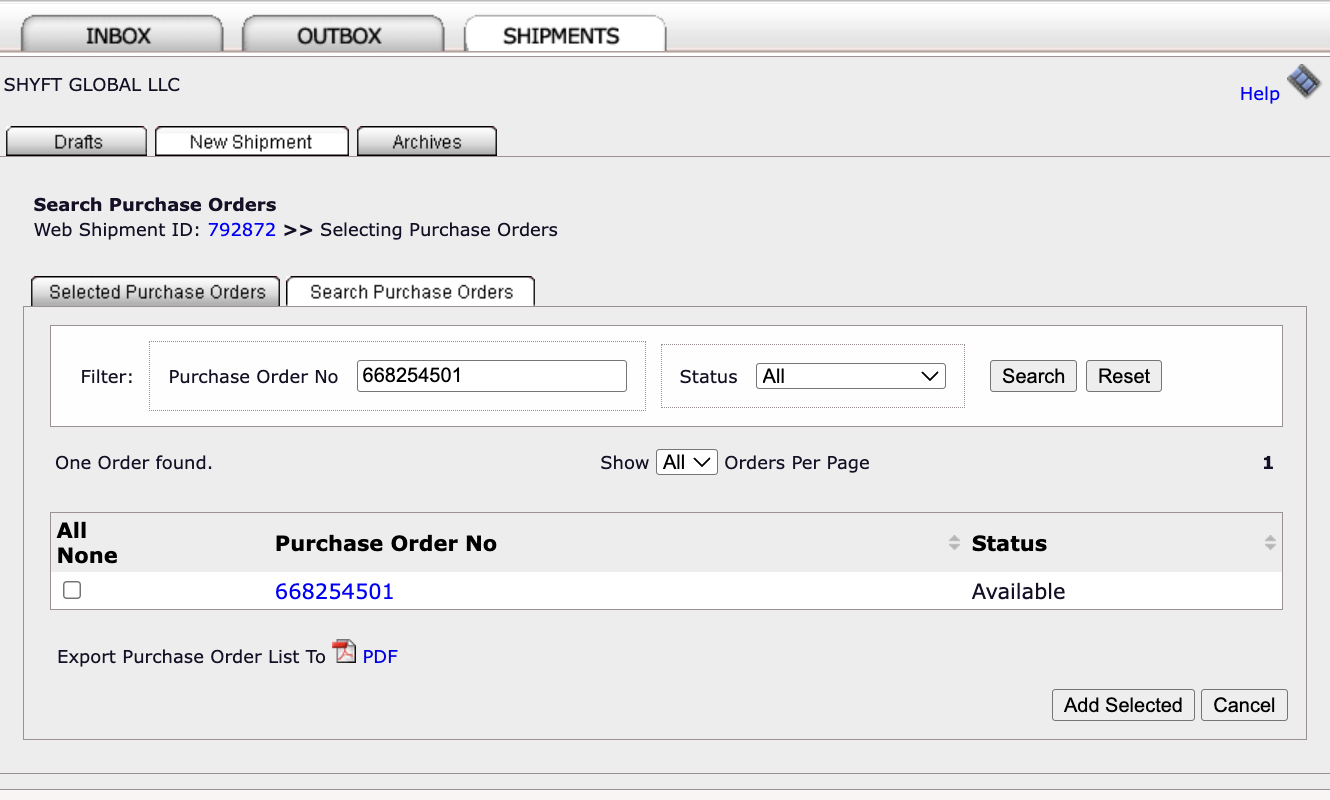 INBOX OUTBOX SHIPMENTS
SHYFT GLOBAL LLC
Help
Drafts New Shipment Archives
Search Purchase Orders
Web Shipment ID: 792872 >> Selecting Purchase Orders
Selected Purchase Orders Search Purchase Orders
Filter: Purchase Order No 668254501 Status All Search Reset
One Order found. Show All Orders Per Page 1
All
None Purchase Order No Status
668254501 Available
Export Purchase Order List To PDF
Add Selected Cancel